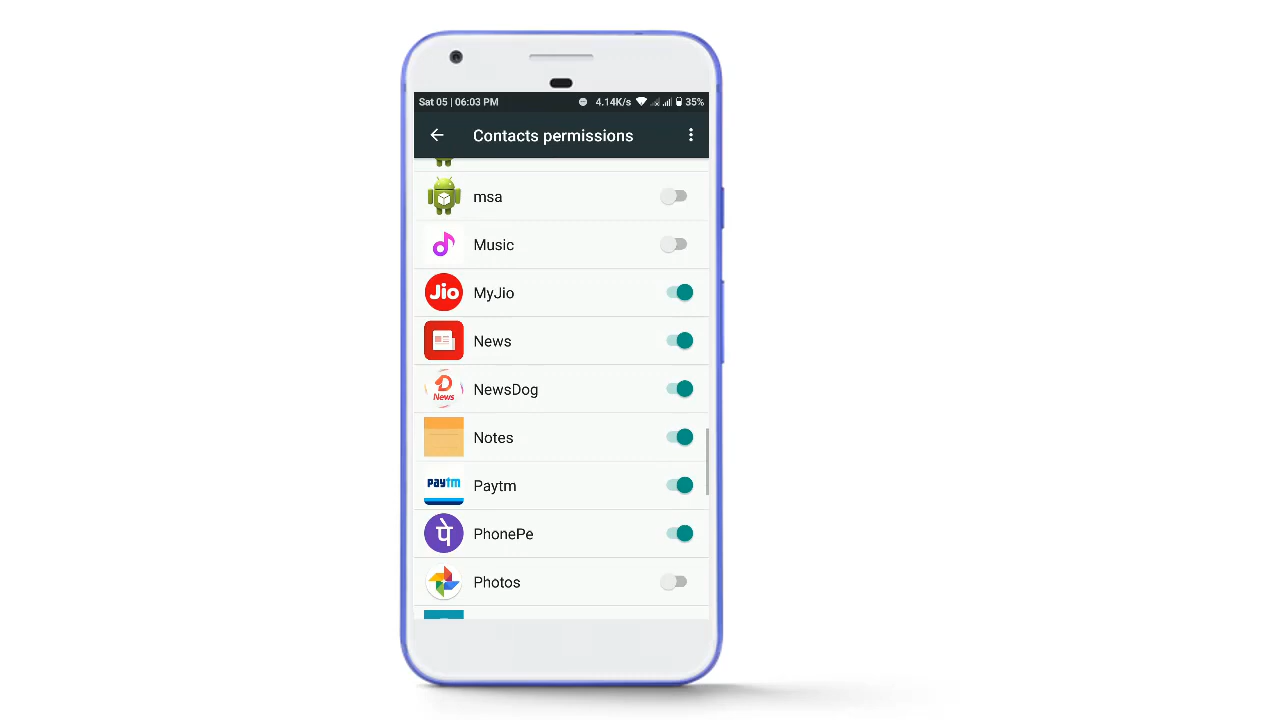 Sat 05 | 06:03 PM 4.14K/s 35%
Contacts permissions
msa
Music
Jio MyJio
News
News NewsDog
Notes
paytm Paytm
पे PhonePe
Photos